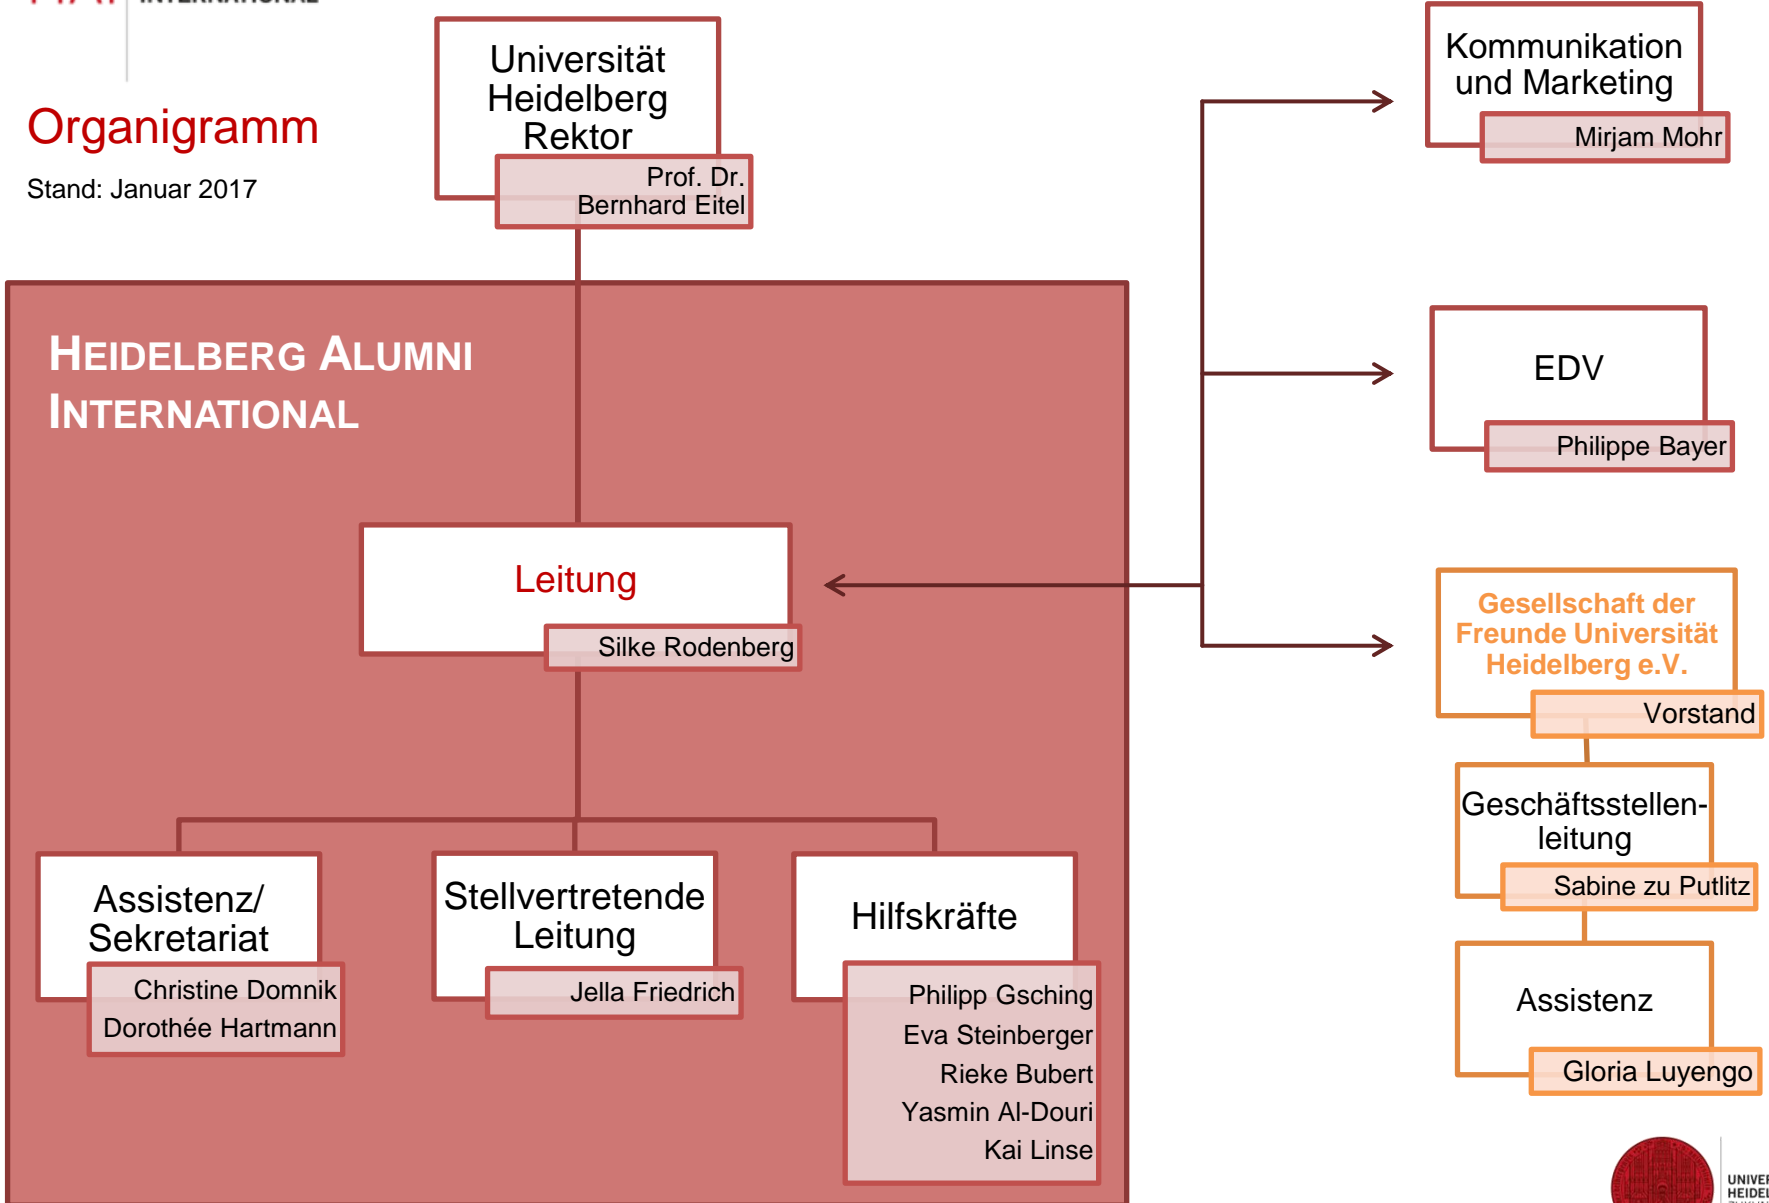 INTERNATIONAL
Organigramm
Stand: Januar 2017
Universität
Heidelberg
Rektor
Prof. Dr.
Bernhard Eitel
HEIDELBERG ALUMNI
INTERNATIONAL
Leitung
Silke Rodenberg
Assistenz/
Sekretariat
Christine Domnik
Dorothée Hartmann
Stellvertretende
Leitung
Jella Friedrich
Hilfskräfte
Philipp Gsching
Eva Steinberger
Rieke Bubert
Yasmin Al-Douri
Kai Linse
Kommunikation
und Marketing
Mirjam Mohr
EDV
Philippe Bayer
Gesellschaft der
Freunde Universität
Heidelberg e.V.
Vorstand
Geschäftsstellen-
leitung
Sabine zu Putlitz
Assistenz
Gloria Luyengo